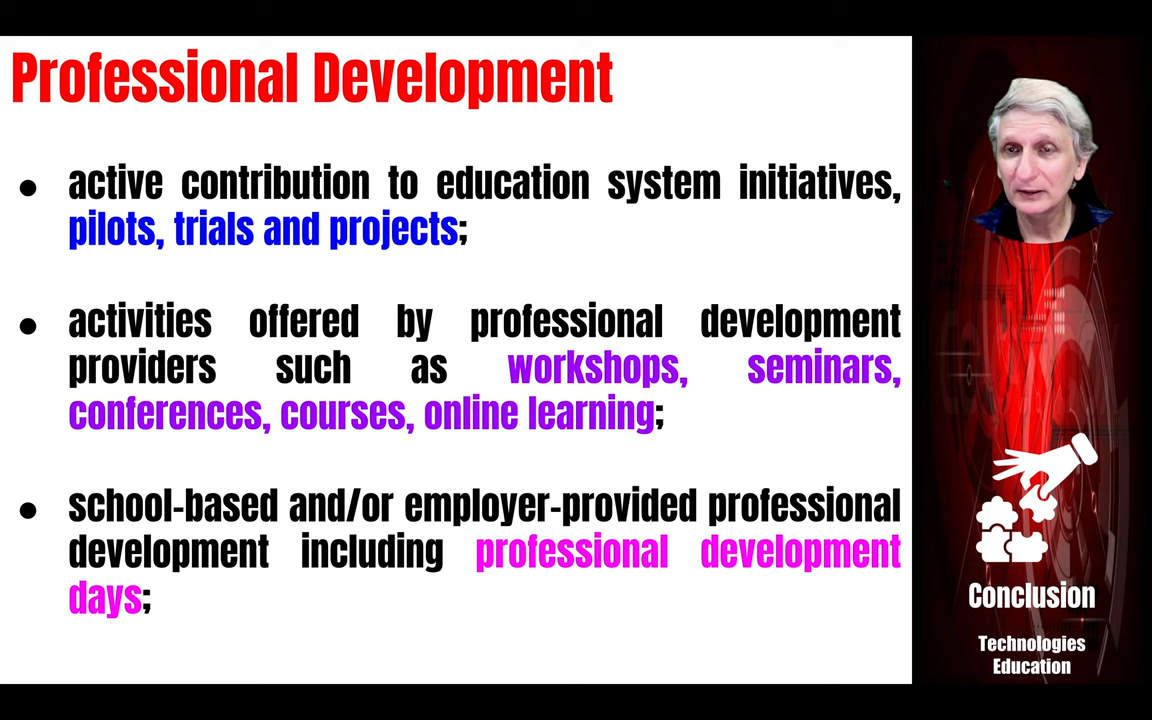 Professional Development
● active contribution to education system initiatives,
pilots, trials and projects;
● activities offered by professional development
providers such as workshops, seminars,
conferences, courses, online learning;
● school-based and/or employer-provided professional
development including professional development
days;
Conclusion
Technologies
Education